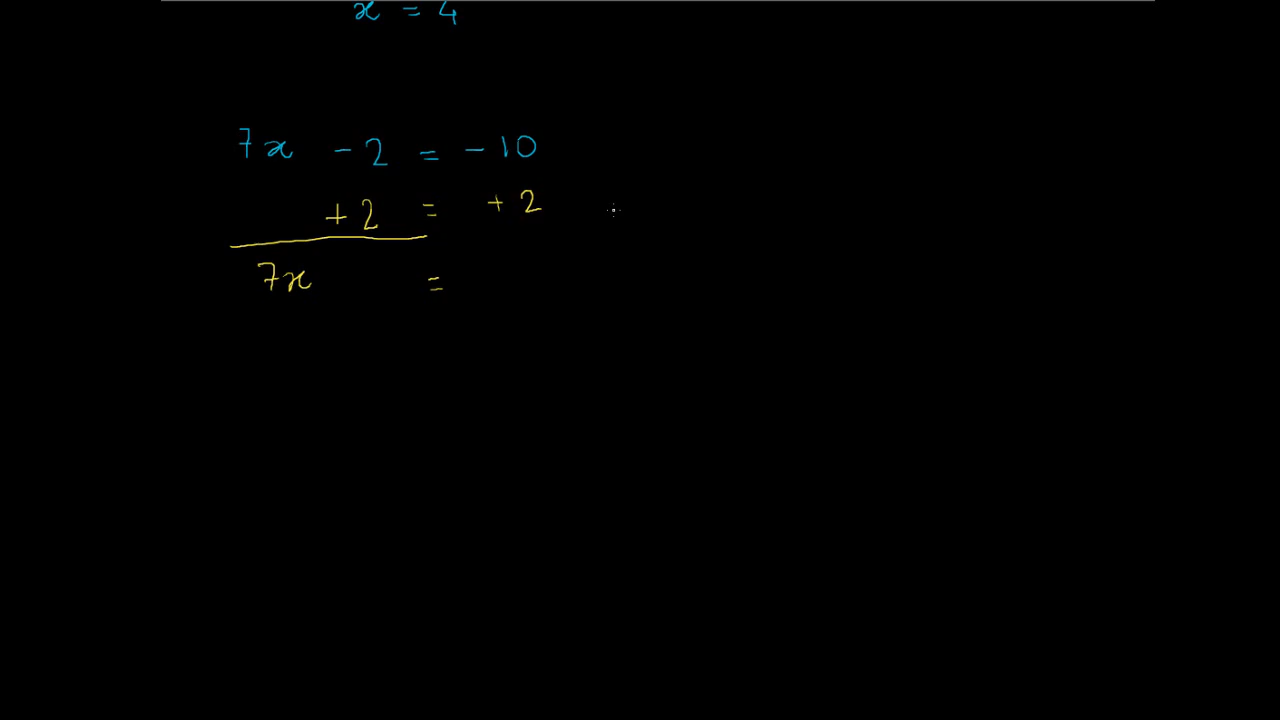 x = 4
7x - 2 = - 10
+ 2 = + 2
7x =